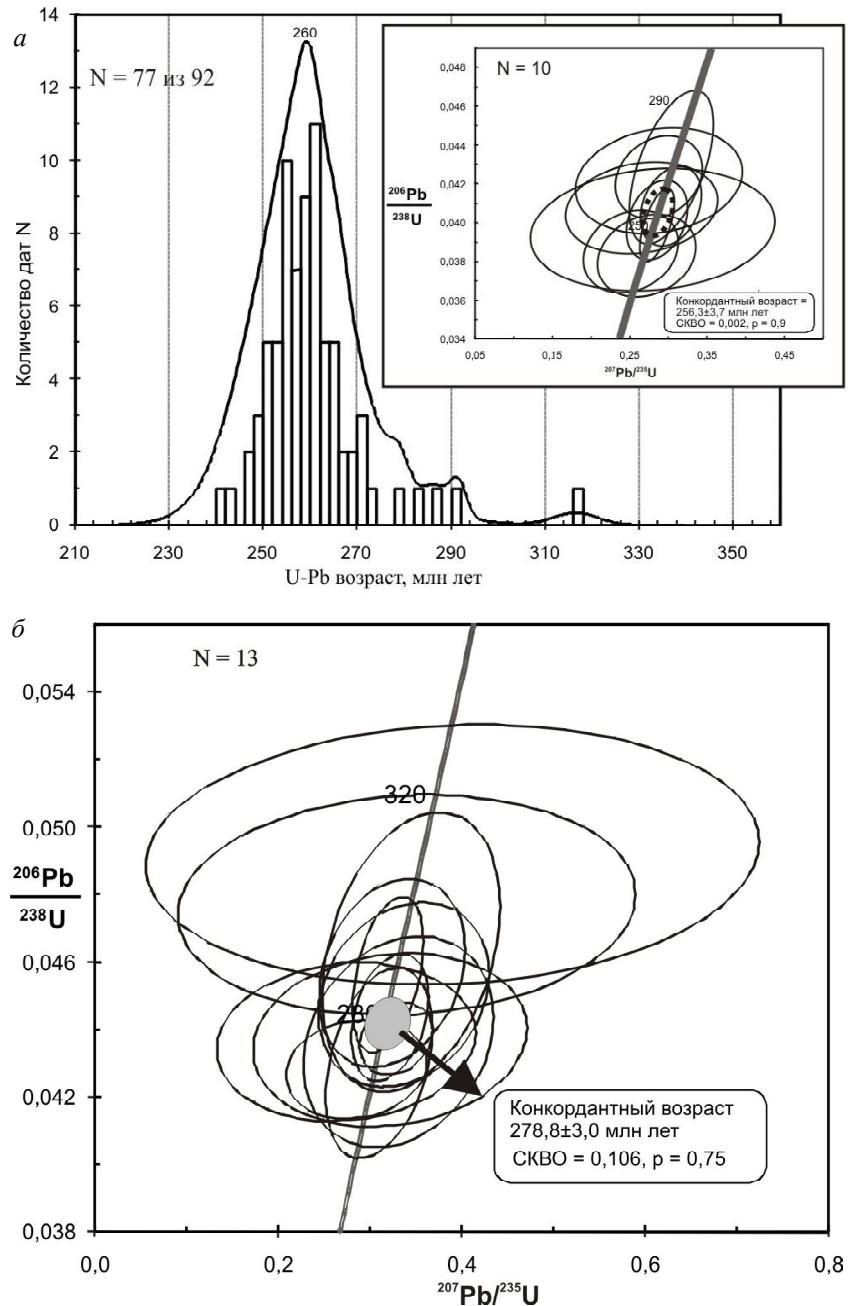 а
14
12
10
8
6
4
2
0
Количество дат N
N = 77 из 92
260
210 230 250 270 290 310 330 350
U-Pb возраст, млн лет
N = 10
0,048
0,046
0,044
0,042
0,040
0,038
0,036
0,034
206Pb
238U
290
250
Конкордантный возраст =
256,3±3,7 млн лет
СКВО = 0,002, p = 0,9
0,05 0,15 0,25 0,35 0,45
207Pb/235U
б
N = 13
0,054
0,050
0,046
0,042
0,038
206Pb
238U
320
280
Конкордантный возраст
278,8±3,0 млн лет
СКВО = 0,106, p = 0,75
0,0 0,2 0,4 0,6 0,8
207Pb/235U